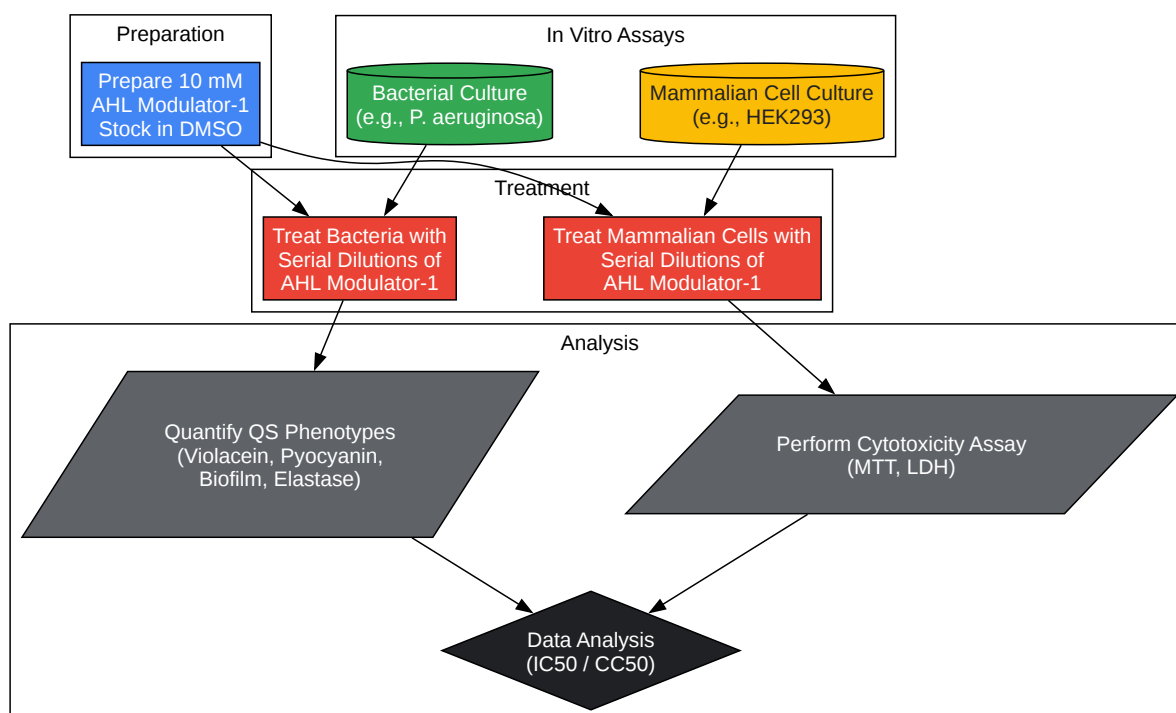 Preparation
Prepare 10 mM
AHL Modulator-1
Stock in DMSO
In Vitro Assays
Bacterial Culture
(e.g., P. aeruginosa)
Mammalian Cell Culture
(e.g., HEK293)
Treatment
Treat Bacteria with
Serial Dilutions of
AHL Modulator-1
Treat Mammalian Cells with
Serial Dilutions of
AHL Modulator-1
Analysis
Quantify QS Phenotypes
(Violacein, Pyocyanin,
Biofilm, Elastase)
Perform Cytotoxicity Assay
(MTT, LDH)
Data Analysis
(IC50 / CC50)